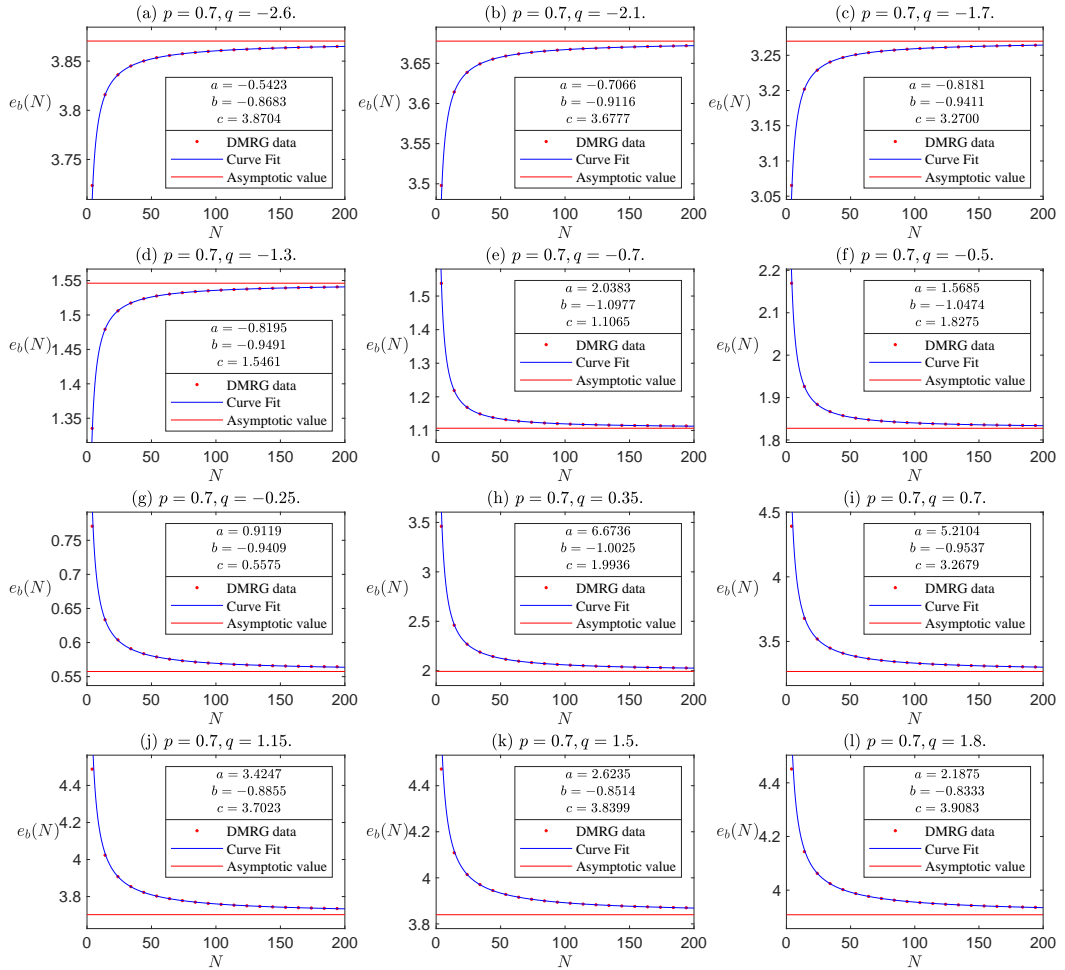 (a) p = 0.7, q = −2.6.
e_b(N)
3.85
3.8
3.75
a = −0.5423
b = −0.8683
c = 3.8704
DMRG data
Curve Fit
Asymptotic value
0 50 100 150 200
N
(b) p = 0.7, q = −2.1.
e_b(N)
3.65
3.6
3.55
3.5
a = −0.7066
b = −0.9116
c = 3.6777
DMRG data
Curve Fit
Asymptotic value
0 50 100 150 200
N
(c) p = 0.7, q = −1.7.
e_b(N)
3.25
3.2
3.15
3.1
3.05
a = −0.8181
b = −0.9411
c = 3.2700
DMRG data
Curve Fit
Asymptotic value
0 50 100 150 200
N
(d) p = 0.7, q = −1.3.
e_b(N)
1.55
1.5
1.45
1.4
1.35
a = −0.8195
b = −0.9491
c = 1.5461
DMRG data
Curve Fit
Asymptotic value
0 50 100 150 200
N
(e) p = 0.7, q = −0.7.
e_b(N)
1.5
1.4
1.3
1.2
1.1
a = 2.0383
b = −1.0977
c = 1.1065
DMRG data
Curve Fit
Asymptotic value
0 50 100 150 200
N
(f) p = 0.7, q = −0.5.
e_b(N)
2.2
2.1
2
1.9
1.8
a = 1.5685
b = −1.0474
c = 1.8275
DMRG data
Curve Fit
Asymptotic value
0 50 100 150 200
N
(g) p = 0.7, q = −0.25.
e_b(N)
0.75
0.7
0.65
0.6
0.55
a = 0.9119
b = −0.9409
c = 0.5575
DMRG data
Curve Fit
Asymptotic value
0 50 100 150 200
N
(h) p = 0.7, q = 0.35.
e_b(N)
3.5
3
2.5
2
a = 6.6736
b = −1.0025
c = 1.9936
DMRG data
Curve Fit
Asymptotic value
0 50 100 150 200
N
(i) p = 0.7, q = 0.7.
e_b(N)
4.5
4
3.5
a = 5.2104
b = −0.9537
c = 3.2679
DMRG data
Curve Fit
Asymptotic value
0 50 100 150 200
N
(j) p = 0.7, q = 1.15.
e_b(N)
4.4
4.2
4
3.8
a = 3.4247
b = −0.8855
c = 3.7023
DMRG data
Curve Fit
Asymptotic value
0 50 100 150 200
N
(k) p = 0.7, q = 1.5.
e_b(N)
4.4
4.2
4
3.8
a = 2.6235
b = −0.8514
c = 3.8399
DMRG data
Curve Fit
Asymptotic value
0 50 100 150 200
N
(l) p = 0.7, q = 1.8.
e_b(N)
4.4
4.2
4
a = 2.1875
b = −0.8333
c = 3.9083
DMRG data
Curve Fit
Asymptotic value
0 50 100 150 200
N